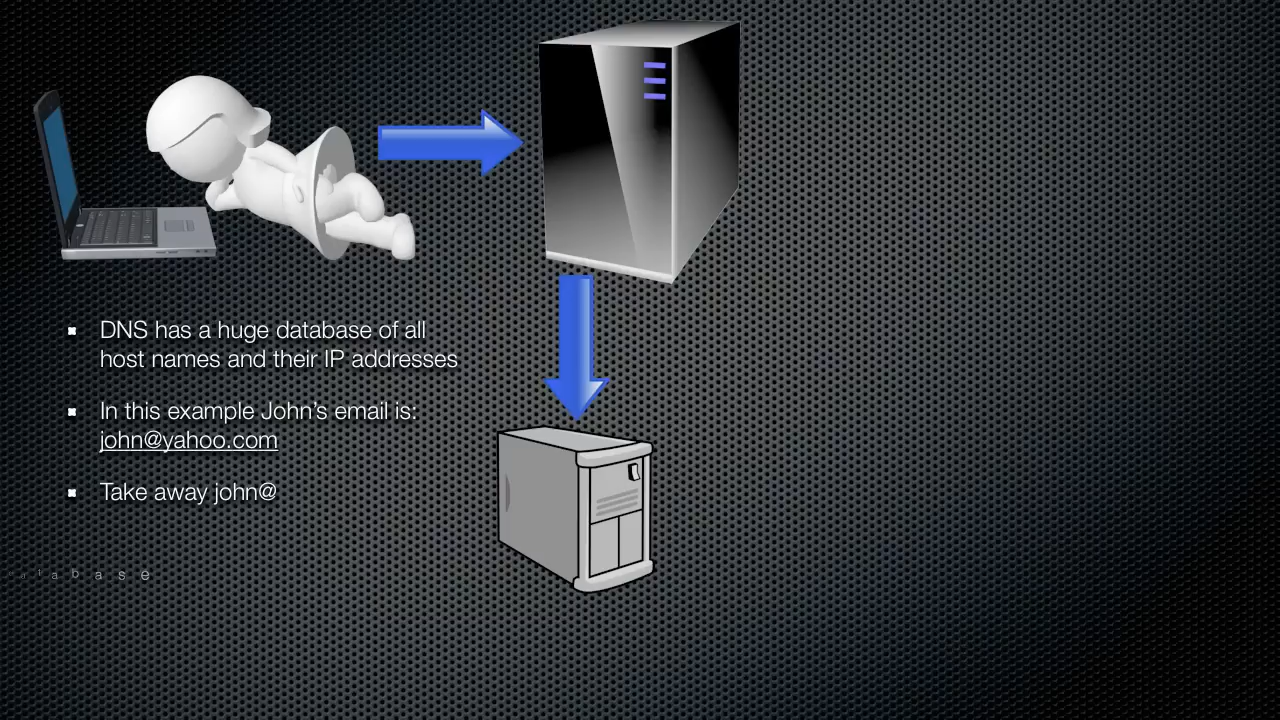 DNS has a huge database of all
host names and their IP addresses
In this example John's email is:
john@yahoo.com
Take away john@
a b a s e